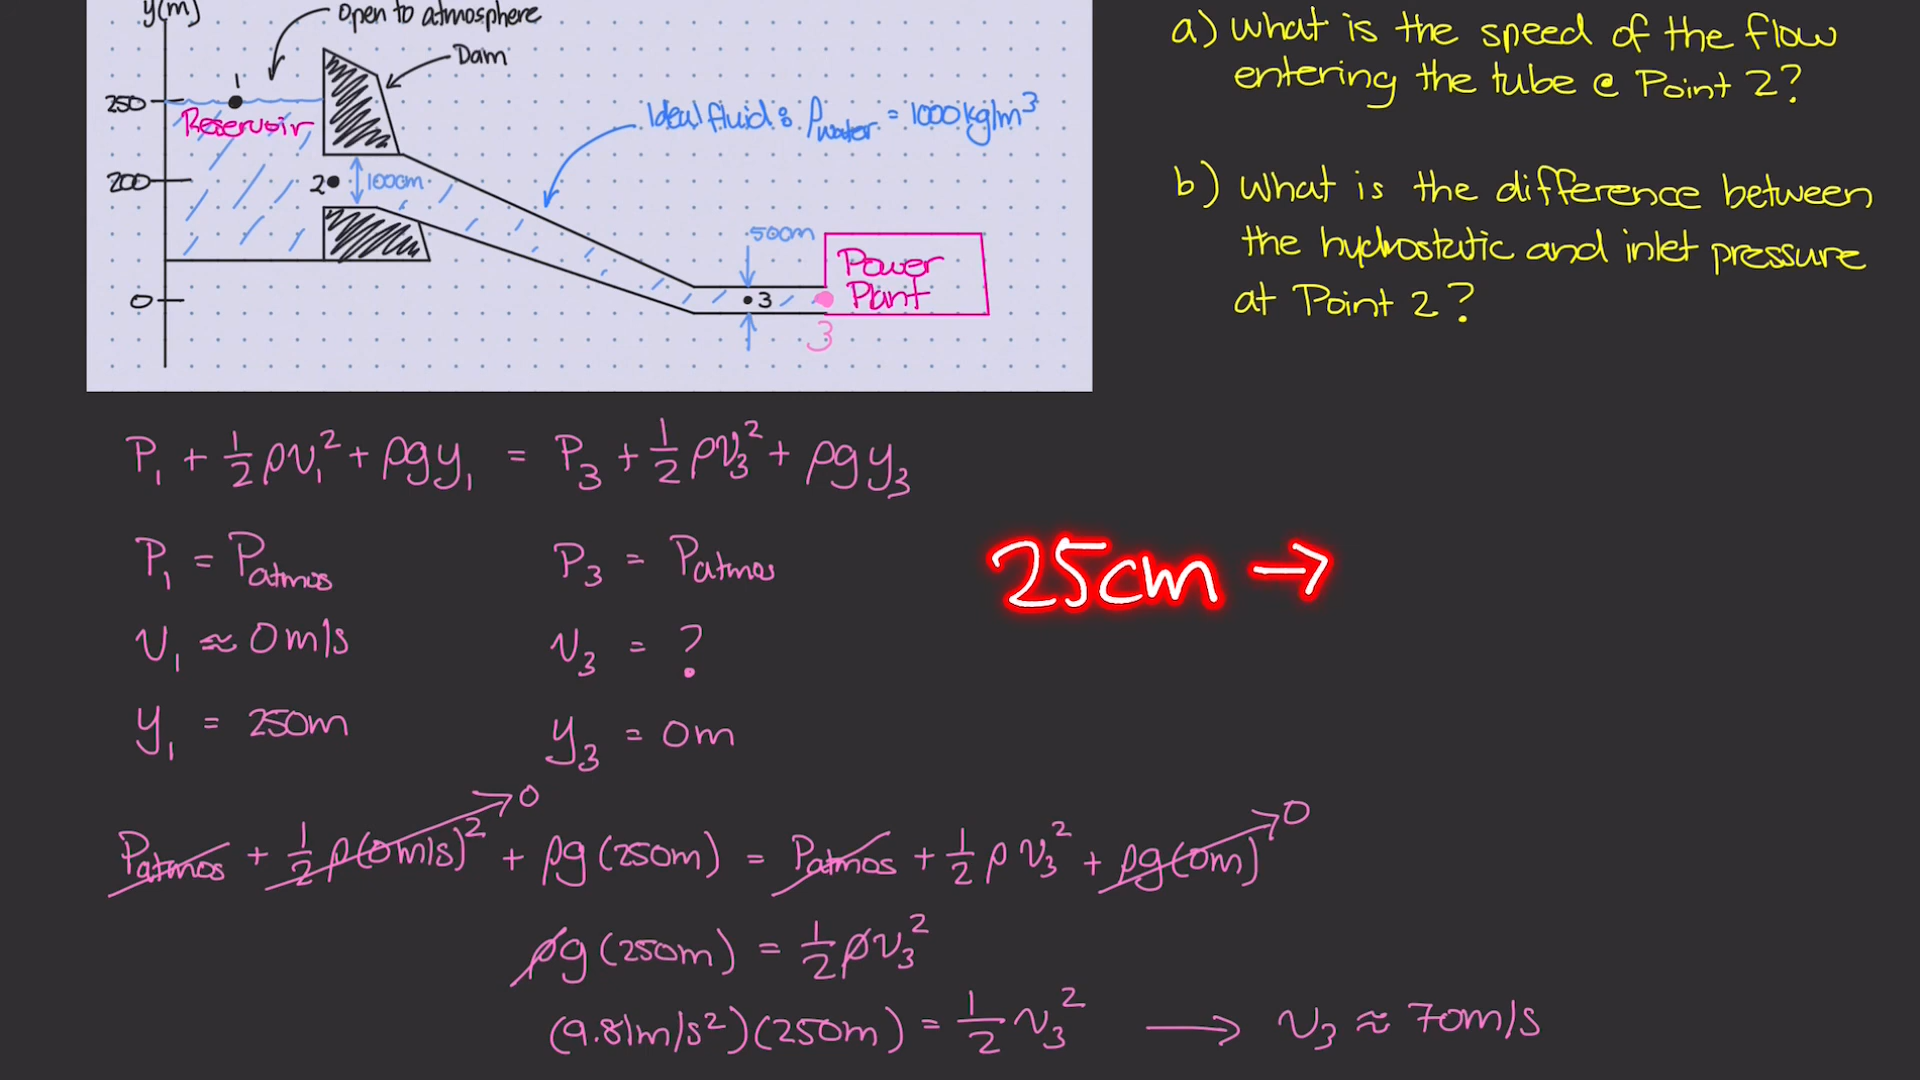 y(m)
Open to atmosphere
Dam
1
250
Reservoir
Ideal fluid: ρwater = 1000kg/m³
200
2
100cm
50cm
Power
Plant
3
0
3
a) What is the speed of the flow
entering the tube @ Point 2?
b) What is the difference between
the hydrostatic and inlet pressure
at Point 2?
P₁ + ½ρv₁² + ρgy₁ = P₃ + ½ρv₃² + ρgy₃
P₁ = Patmos
P₃ = Patmos
25cm →
v₁ ≈ 0m/s
v₃ = ?
y₁ = 250m
y₃ = 0m
Patmos + ½ρ(0m/s)² → 0 + ρg(250m) = Patmos + ½ρv₃² + ρg(0m) → 0
ρg(250m) = ½ρv₃²
(9.81m/s²)(250m) = ½v₃² → v₃ ≈ 70m/s